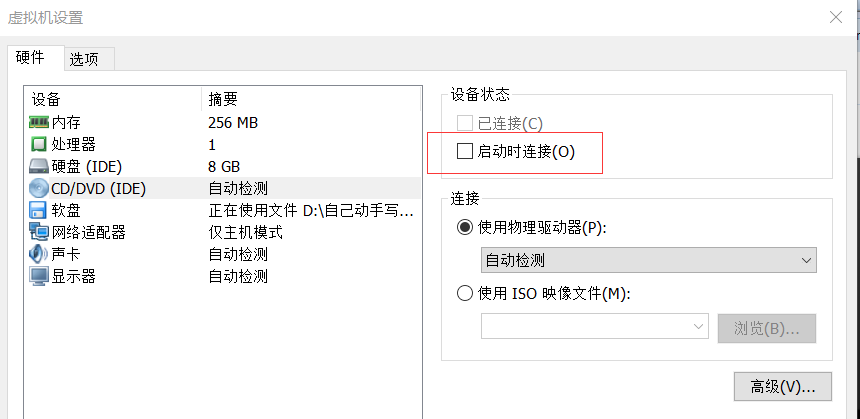 虚拟机设置
硬件 选项
设备 摘要
内存 256 MB
处理器 1
硬盘 (IDE) 8 GB
CD/DVD (IDE) 自动检测
软盘 正在使用文件 D:\自己动手写...
网络适配器 仅主机模式
声卡 自动检测
显示器 自动检测
设备状态
已连接(C)
启动时连接(O)
连接
使用物理驱动器(P):
自动检测
使用 ISO 映像文件(M):
浏览(B)...
高级(V)...